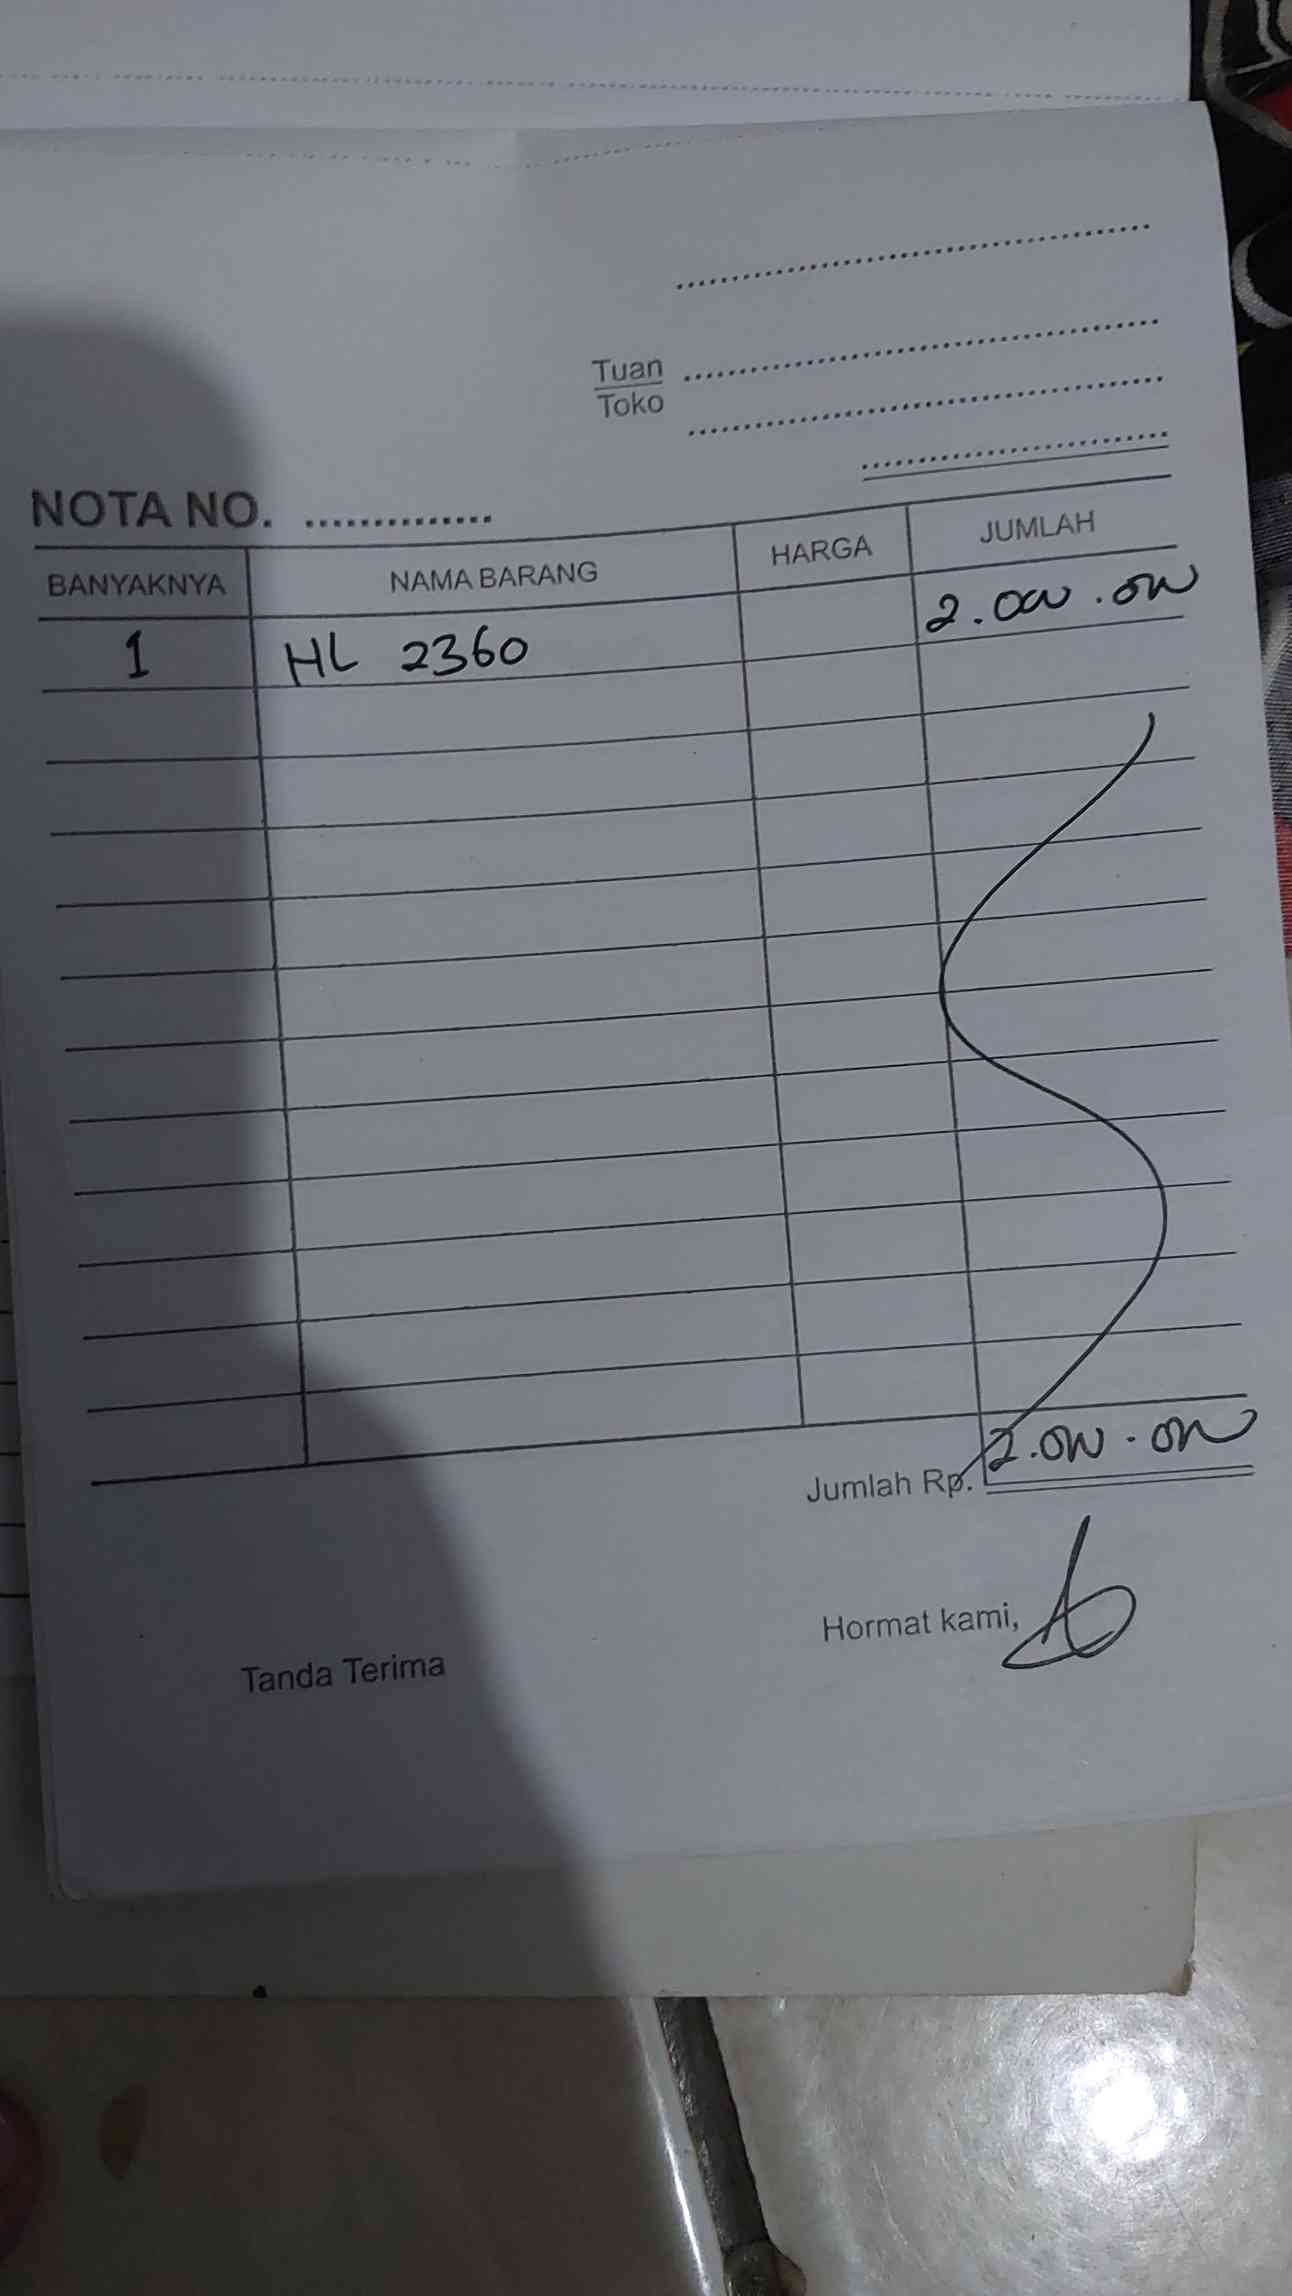 Tuan
Toko
NOTA NO.
BANYAKNYA NAMA BARANG HARGA JUMLAH
1 HL 2360 2.000.000
Jumlah Rp. 2.000.000
Hormat kami,
Tanda Terima